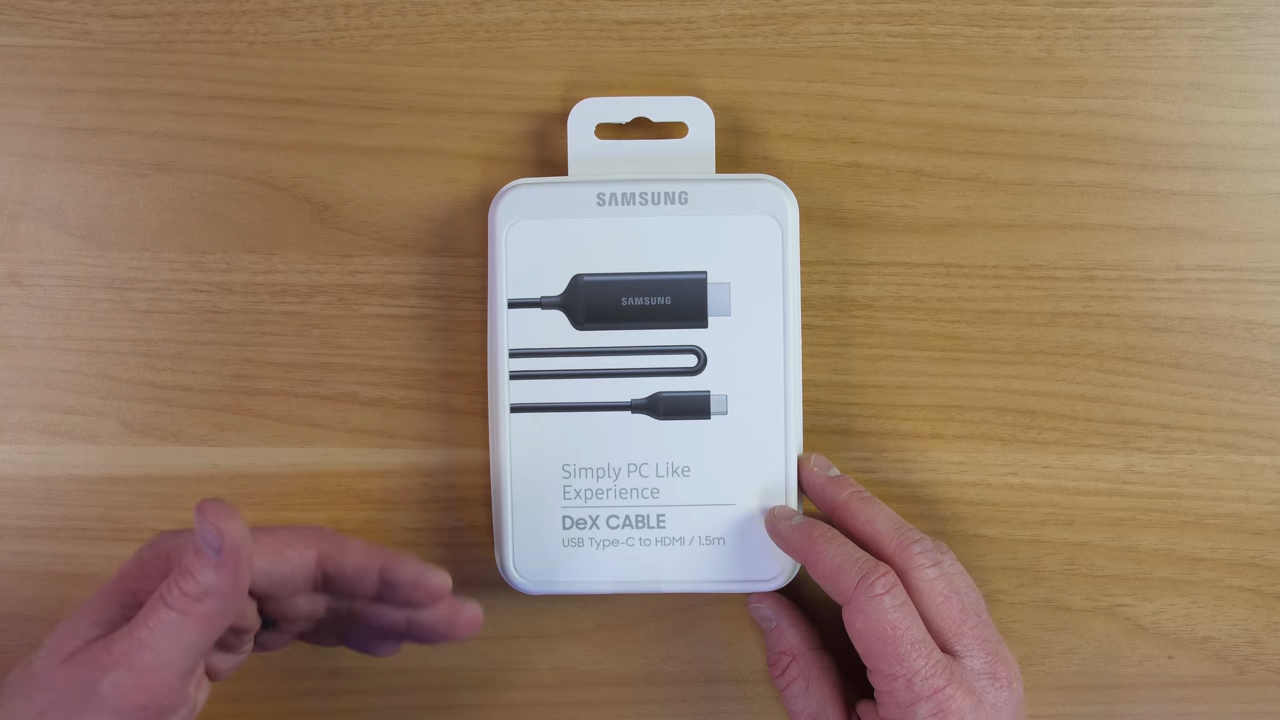 SAMSUNG
SAMSUNG
Simply PC Like
Experience
DeX CABLE
USB Type-C to HDMI / 1.5m